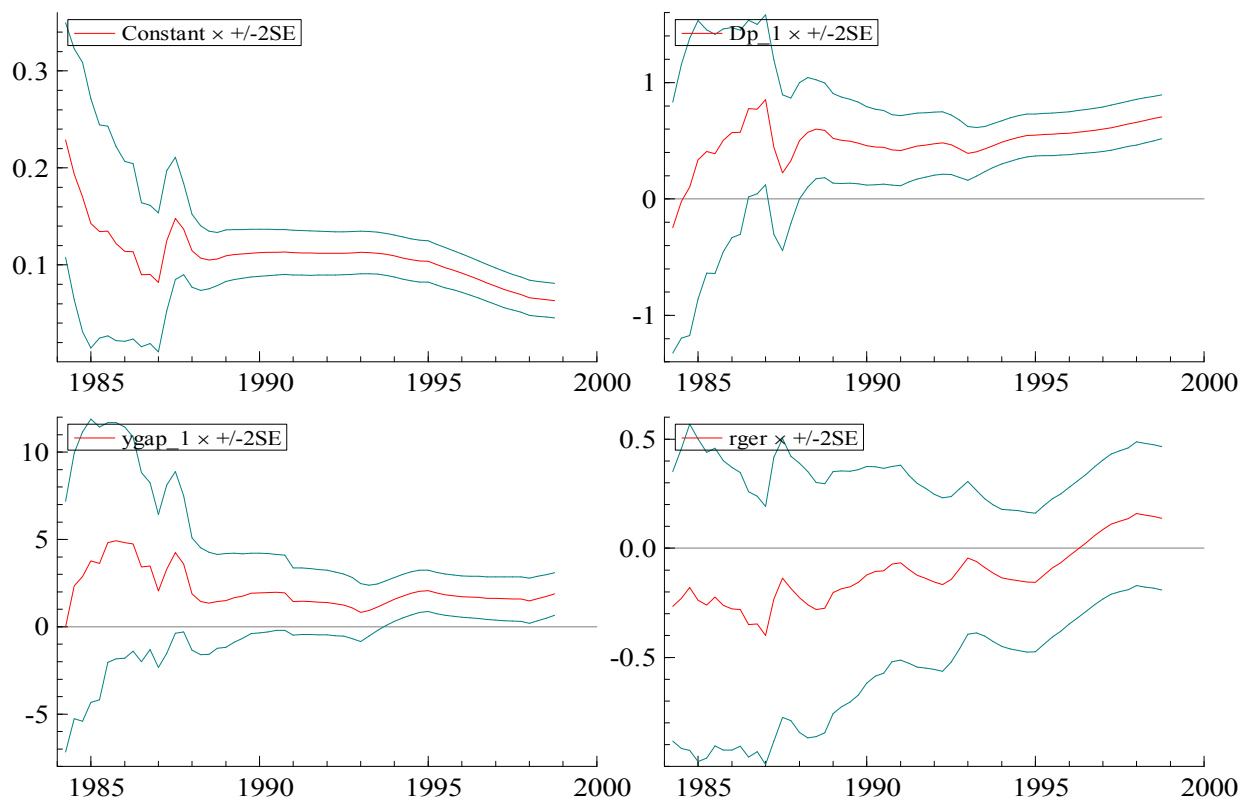 Constant × +/-2SE
0.3
0.2
0.1
1985 1990 1995 2000
Dp_1 × +/-2SE
1
0
-1
1985 1990 1995 2000
ygap_1 × +/-2SE
10
5
0
-5
1985 1990 1995 2000
rger × +/-2SE
0.5
0.0
-0.5
1985 1990 1995 2000